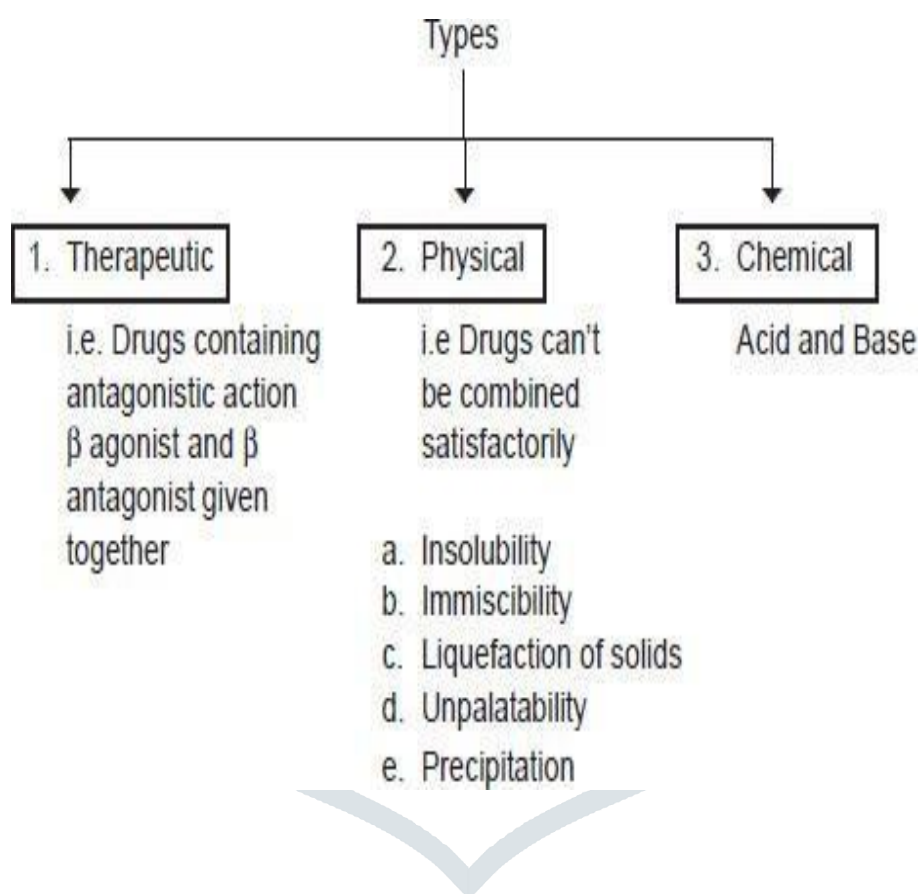 Types
1. Therapeutic
i.e. Drugs containing
antagonistic action
β agonist and β
antagonist given
together
2. Physical
i.e Drugs can't
be combined
satisfactorily
a. Insolubility
b. Immiscibility
c. Liquefaction of solids
d. Unpalatability
e. Precipitation
3. Chemical
Acid and Base